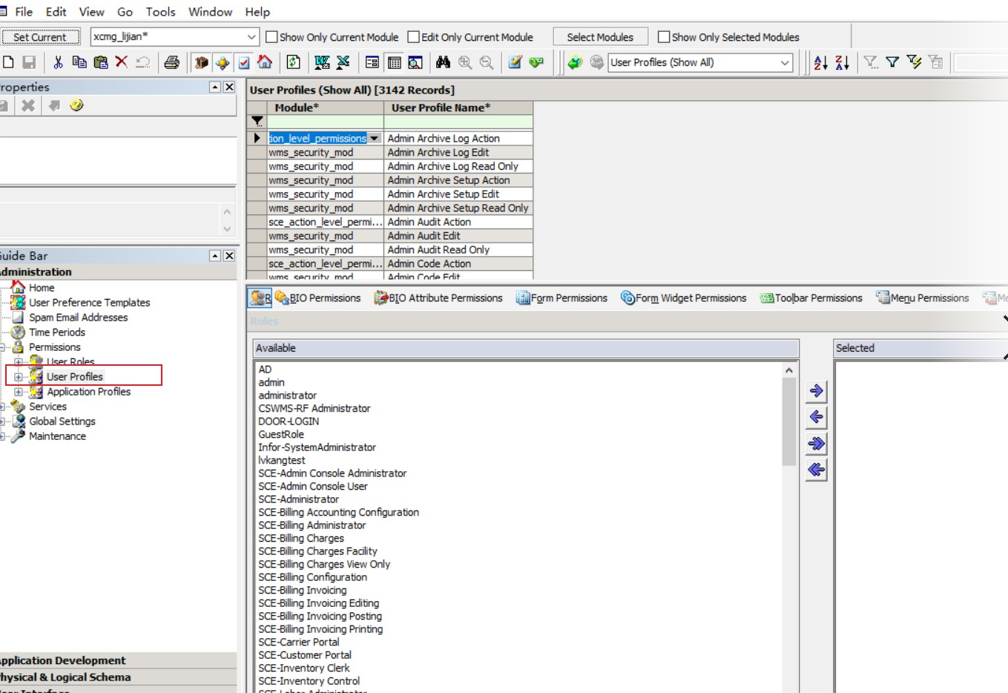 File Edit View Go Tools Window Help
Set Current xcmg_lijian* Show Only Current Module Edit Only Current Module Select Modules Show Only Selected Modules
User Profiles (Show All)
roperties
User Profiles (Show All) [3142 Records]
Module* User Profile Name*
ion_level_permissions Admin Archive Log Action
wms_security_mod Admin Archive Log Edit
wms_security_mod Admin Archive Log Read Only
wms_security_mod Admin Archive Setup Action
wms_security_mod Admin Archive Setup Edit
wms_security_mod Admin Archive Setup Read Only
sce_action_level_permi... Admin Audit Action
wms_security_mod Admin Audit Edit
wms_security_mod Admin Audit Read Only
sce_action_level_permi... Admin Code Action
wms_security_mod Admin Code Edit
uide Bar
dministration
Home
User Preference Templates
Spam Email Addresses
Time Periods
Permissions
User Roles
User Profiles
Application Profiles
Services
Global Settings
Maintenance
pplication Development
hysical & Logical Schema
R BIO Permissions BIO Attribute Permissions Form Permissions Form Widget Permissions Toolbar Permissions Menu Permissions Me
Roles
Available Selected
AD
admin
administrator
CSWMS-RF Administrator
DOOR-LOGIN
GuestRole
Infor-SystemAdministrator
lvkangtest
SCE-Admin Console Administrator
SCE-Admin Console User
SCE-Administrator
SCE-Billing Accounting Configuration
SCE-Billing Administrator
SCE-Billing Charges
SCE-Billing Charges Facility
SCE-Billing Charges View Only
SCE-Billing Configuration
SCE-Billing Invoicing
SCE-Billing Invoicing Editing
SCE-Billing Invoicing Posting
SCE-Billing Invoicing Printing
SCE-Carrier Portal
SCE-Customer Portal
SCE-Inventory Clerk
SCE-Inventory Control